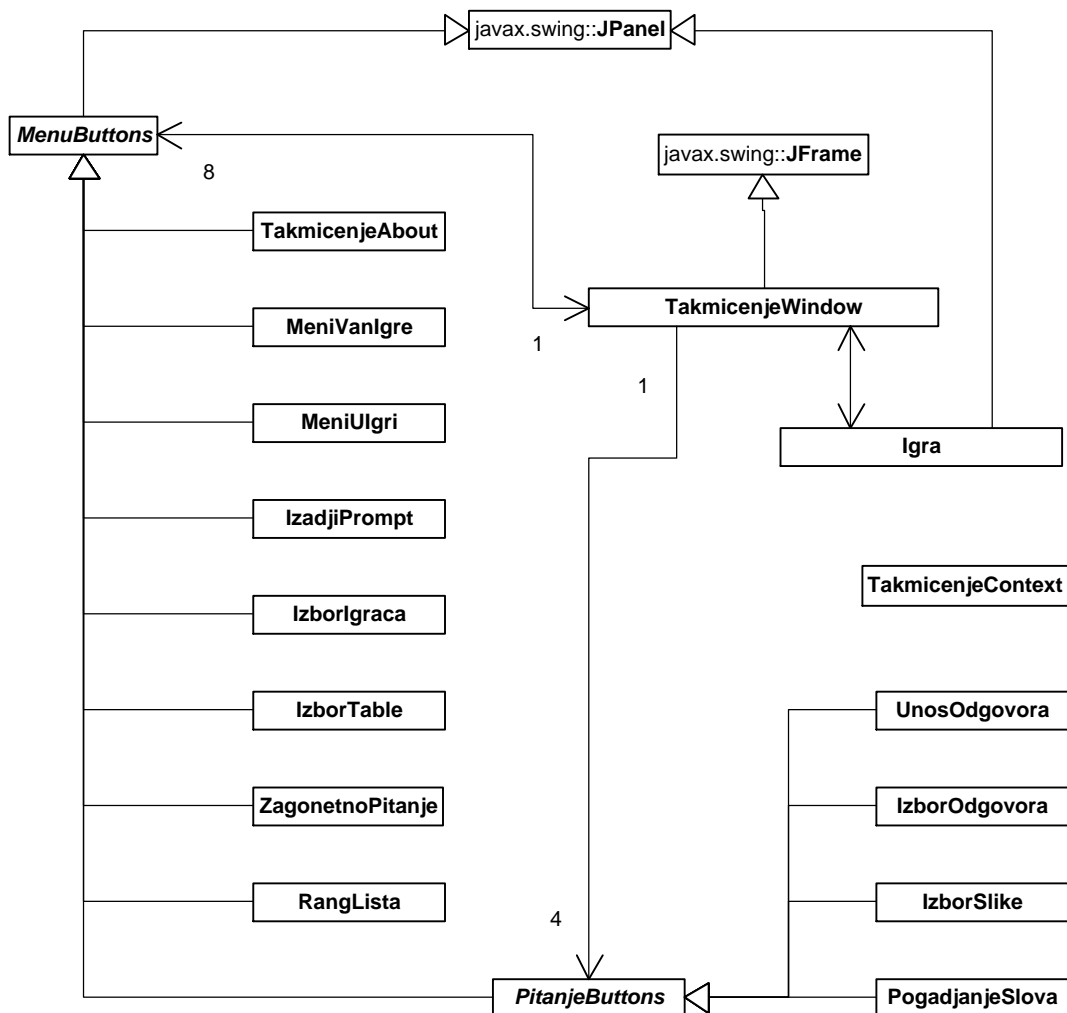 javax.swing::JPanel
MenuButtons
8
javax.swing::JFrame
TakmicenjeAbout
TakmicenjeWindow
MeniVanIgre
1
1
MeniUIgri
Igra
IzadjiPrompt
TakmicenjeContext
IzborIgraca
IzborTable
UnosOdgovora
ZagonetnoPitanje
IzborOdgovora
RangLista
IzborSlike
4
PitanjeButtons
PogadjanjeSlova